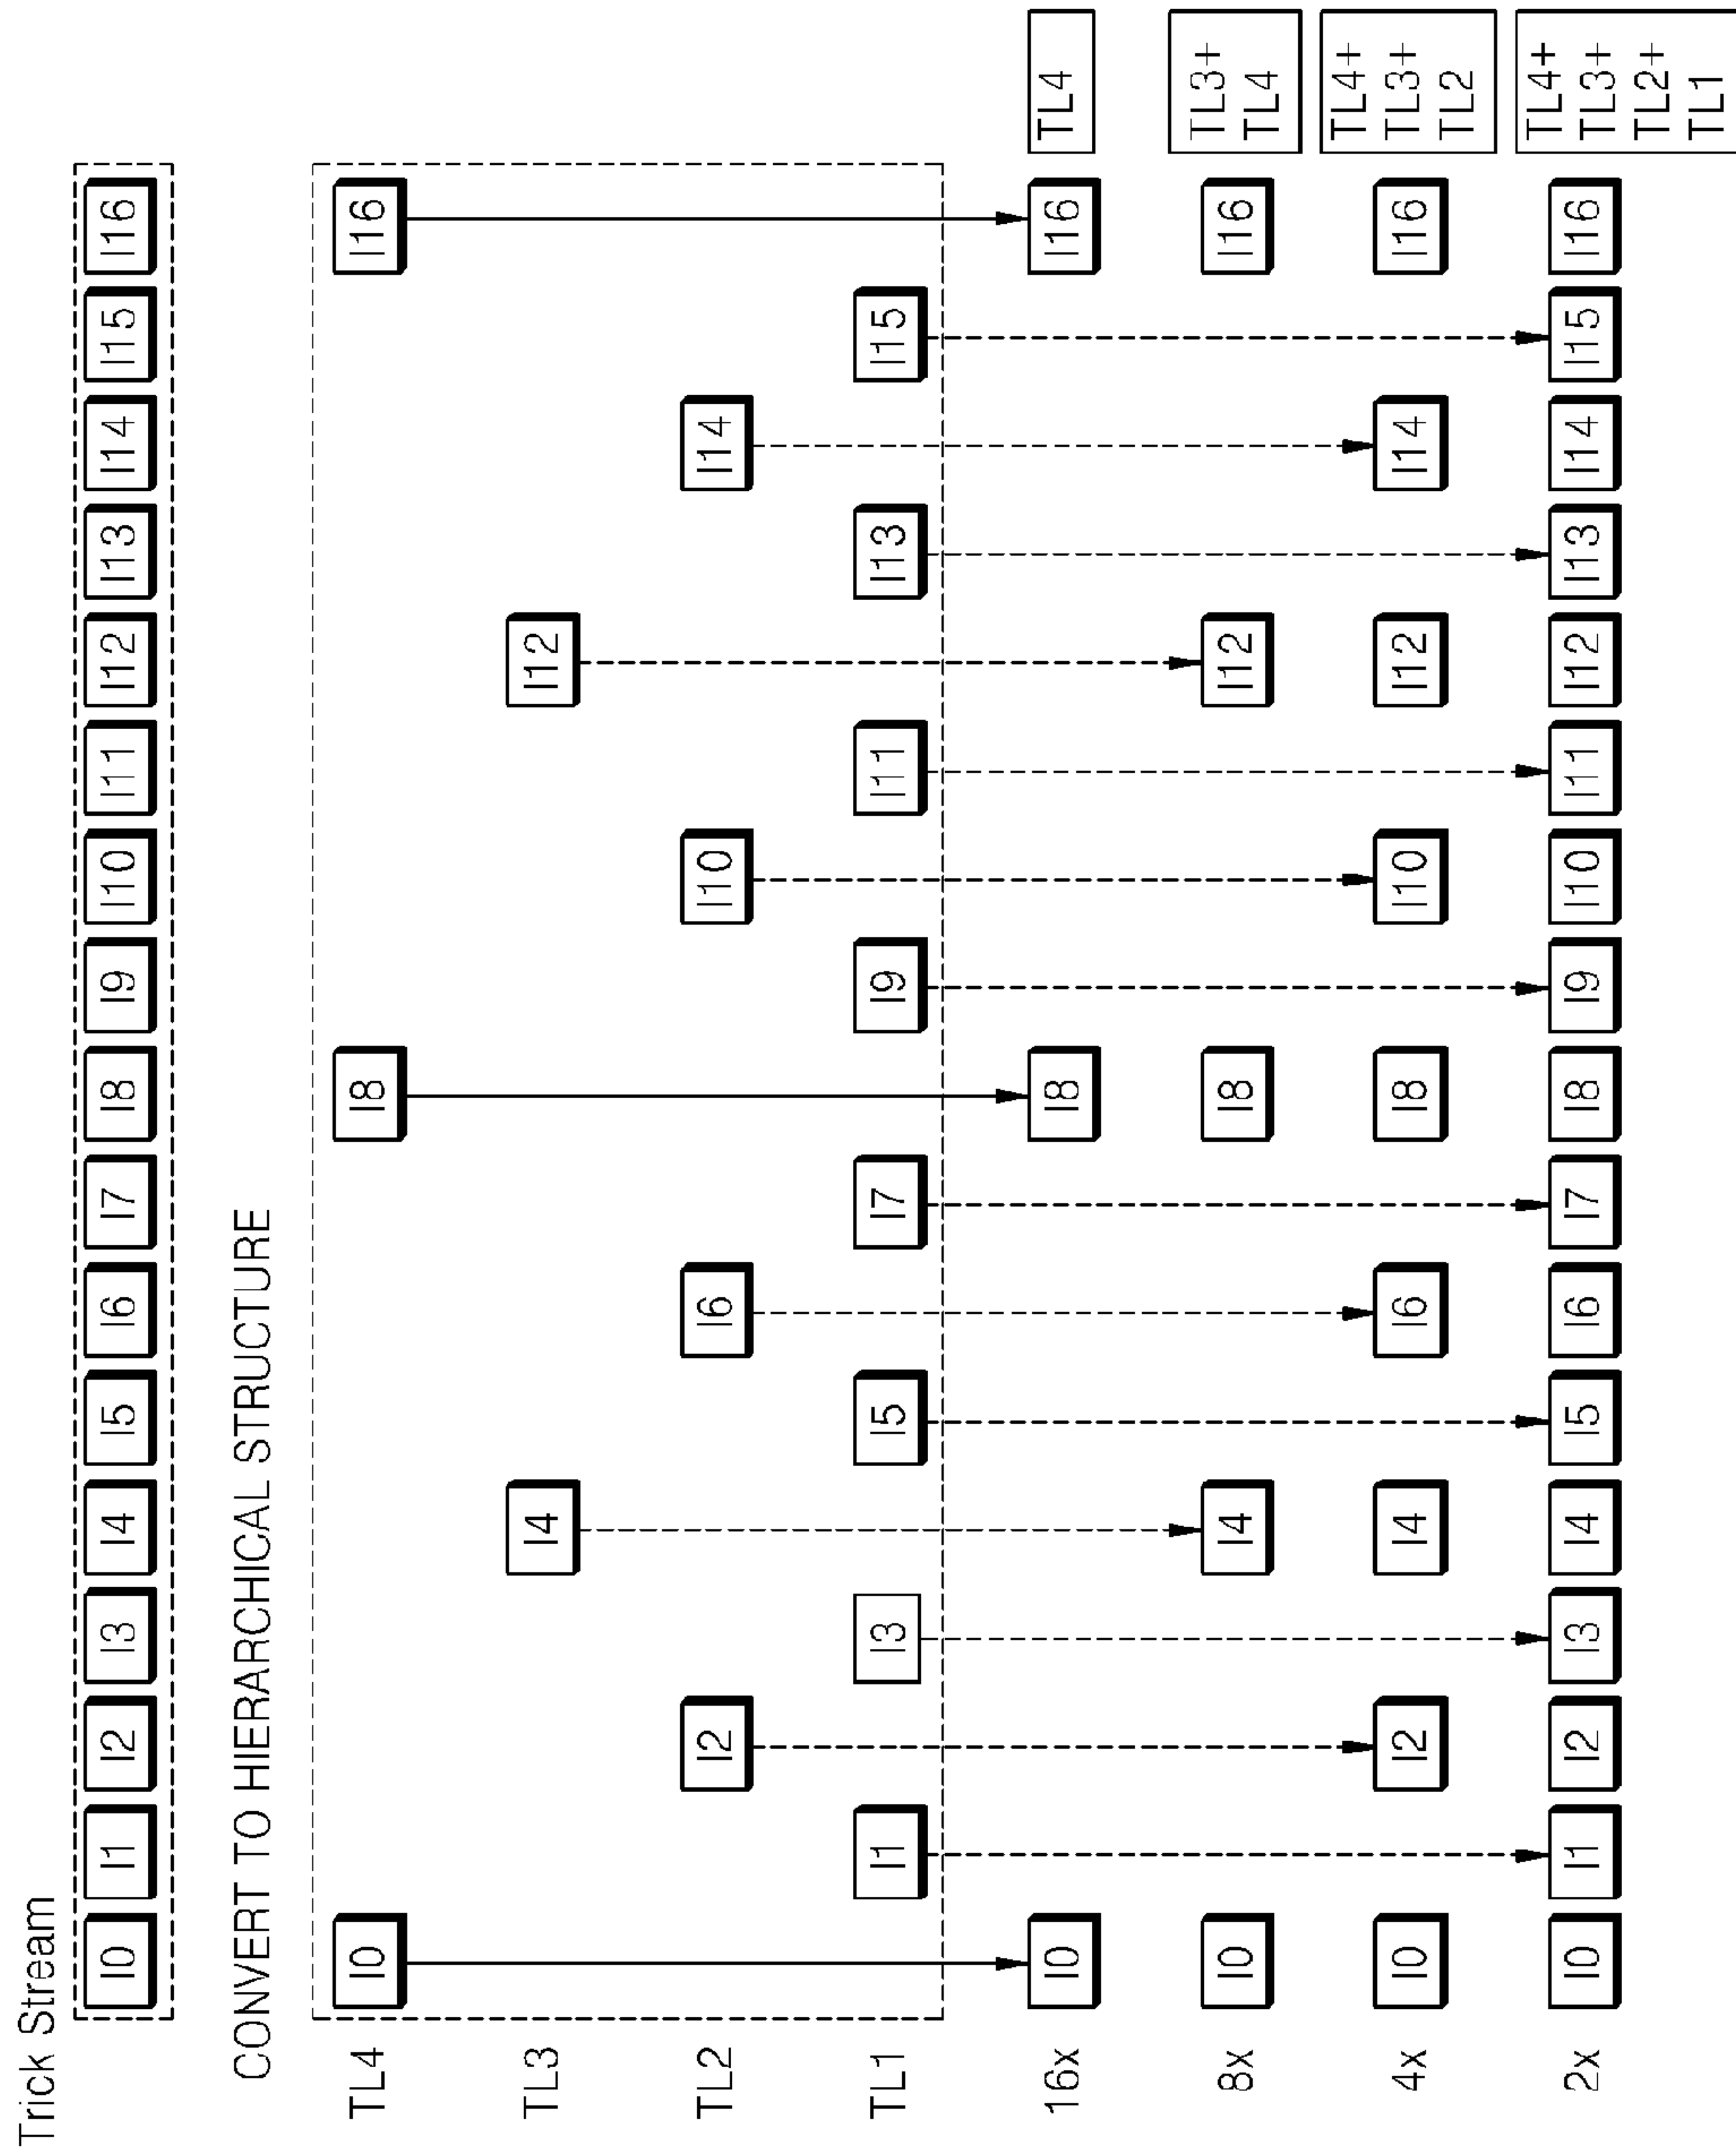 Trick Stream
I0 I1 I2 I3 I4 I5 I6 I7 I8 I9 I10 I11 I12 I13 I14 I15 I16
CONVERT TO HIERARCHICAL STRUCTURE
TL4 I0 I8 I16
TL3 I4 I12
TL2 I2 I6 I10 I14
TL1 I1 I3 I5 I7 I9 I11 I13 I15
16x I0 I8 I16 TL4
8x I0 I4 I8 I12 I16
TL3+
TL4
4x I0 I2 I4 I6 I8 I10 I12 I14 I16
TL4+
TL3+
TL2
2x I0 I1 I2 I3 I4 I5 I6 I7 I8 I9 I10 I11 I12 I13 I14 I15 I16
TL4+
TL3+
TL2+
TL1